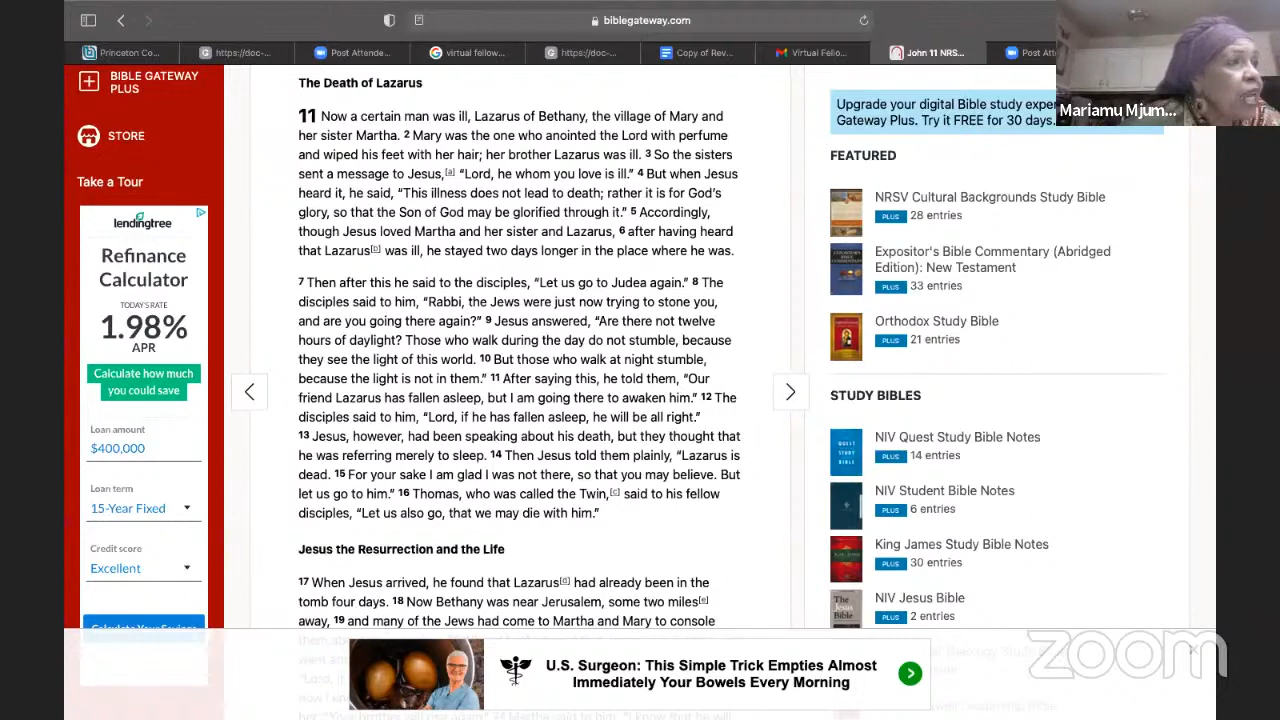 biblegateway.com
Princeton Co...
https://doc-...
Post Attende...
virtual fellow...
https://doc-...
Copy of Rev...
Virtual Fello...
John 11 NRS...
Post Att
Mariamu Mjum...
BIBLE GATEWAY
PLUS
STORE
Take a Tour
lendingtree
Refinance
Calculator
TODAY'S RATE
1.98%
APR
Calculate how much
you could save
Loan amount
$400,000
Loan term
15-Year Fixed
Credit score
Excellent
Calculate Your Savings
The Death of Lazarus
11 Now a certain man was ill, Lazarus of Bethany, the village of Mary and
her sister Martha. 2 Mary was the one who anointed the Lord with perfume
and wiped his feet with her hair; her brother Lazarus was ill. 3 So the sisters
sent a message to Jesus,[a] “Lord, he whom you love is ill.” 4 But when Jesus
heard it, he said, “This illness does not lead to death; rather it is for God’s
glory, so that the Son of God may be glorified through it.” 5 Accordingly,
though Jesus loved Martha and her sister and Lazarus, 6 after having heard
that Lazarus[b] was ill, he stayed two days longer in the place where he was.
7 Then after this he said to the disciples, “Let us go to Judea again.” 8 The
disciples said to him, “Rabbi, the Jews were just now trying to stone you,
and are you going there again?” 9 Jesus answered, “Are there not twelve
hours of daylight? Those who walk during the day do not stumble, because
they see the light of this world. 10 But those who walk at night stumble,
because the light is not in them.” 11 After saying this, he told them, “Our
friend Lazarus has fallen asleep, but I am going there to awaken him.” 12 The
disciples said to him, “Lord, if he has fallen asleep, he will be all right.”
13 Jesus, however, had been speaking about his death, but they thought that
he was referring merely to sleep. 14 Then Jesus told them plainly, “Lazarus is
dead. 15 For your sake I am glad I was not there, so that you may believe. But
let us go to him.” 16 Thomas, who was called the Twin,[c] said to his fellow
disciples, “Let us also go, that we may die with him.”
Jesus the Resurrection and the Life
17 When Jesus arrived, he found that Lazarus[d] had already been in the
tomb four days. 18 Now Bethany was near Jerusalem, some two miles[e]
away, 19 and many of the Jews had come to Martha and Mary to console
Upgrade your digital Bible study expe
Gateway Plus. Try it FREE for 30 days.
FEATURED
NRSV Cultural Backgrounds Study Bible
PLUS 28 entries
Expositor's Bible Commentary (Abridged
Edition): New Testament
PLUS 33 entries
Orthodox Study Bible
PLUS 21 entries
STUDY BIBLES
NIV Quest Study Bible Notes
PLUS 14 entries
NIV Student Bible Notes
PLUS 6 entries
King James Study Bible Notes
PLUS 30 entries
NIV Jesus Bible
PLUS 2 entries
U.S. Surgeon: This Simple Trick Empties Almost
Immediately Your Bowels Every Morning
zoom